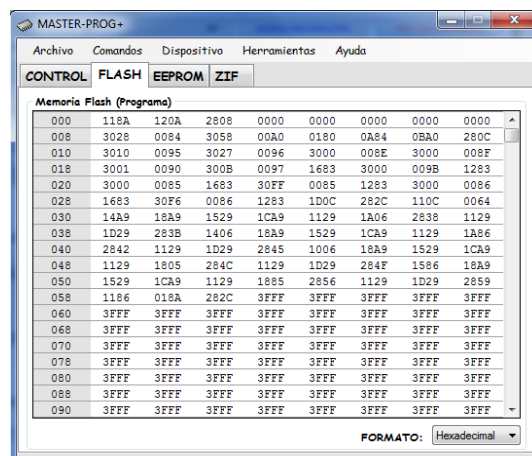 MASTER-PROG+
Archivo Comandos Dispositivo Herramientas Ayuda
CONTROL FLASH EEPROM ZIF
Memoria Flash (Programa)
000 118A 120A 2808 0000 0000 0000 0000 0000
008 3028 0084 3058 00A0 0180 0A84 0BA0 280C
010 3010 0095 3027 0096 3000 008E 3000 008F
018 3001 0090 300B 0097 1683 3000 009B 1283
020 3000 0085 1683 30FF 0085 1283 3000 0086
028 1683 30F6 0086 1283 1D0C 282C 110C 0064
030 14A9 18A9 1529 1CA9 1129 1A06 2838 1129
038 1D29 283B 1406 18A9 1529 1CA9 1129 1A86
040 2842 1129 1D29 2845 1006 18A9 1529 1CA9
048 1129 1805 284C 1129 1D29 284F 1586 18A9
050 1529 1CA9 1129 1885 2856 1129 1D29 2859
058 1186 018A 282C 3FFF 3FFF 3FFF 3FFF 3FFF
060 3FFF 3FFF 3FFF 3FFF 3FFF 3FFF 3FFF 3FFF
068 3FFF 3FFF 3FFF 3FFF 3FFF 3FFF 3FFF 3FFF
070 3FFF 3FFF 3FFF 3FFF 3FFF 3FFF 3FFF 3FFF
078 3FFF 3FFF 3FFF 3FFF 3FFF 3FFF 3FFF 3FFF
080 3FFF 3FFF 3FFF 3FFF 3FFF 3FFF 3FFF 3FFF
088 3FFF 3FFF 3FFF 3FFF 3FFF 3FFF 3FFF 3FFF
090 3FFF 3FFF 3FFF 3FFF 3FFF 3FFF 3FFF 3FFF
FORMATO: Hexadecimal